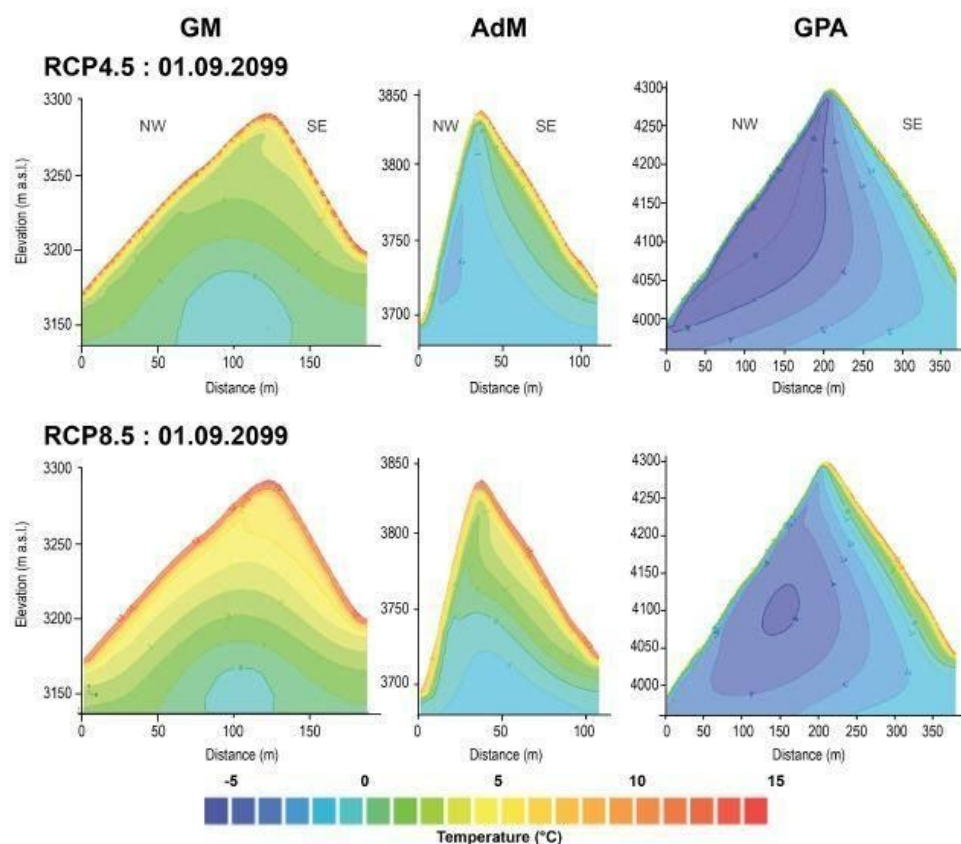 GM AdM GPA
RCP4.5 : 01.09.2099
3300
3250
3200
3150
Elevation (m a.s.l.)
NW SE
0 50 100 150
Distance (m)
3850
3800
3750
3700
NW SE
0 50 100
Distance (m)
4300
4250
4200
4150
4100
4050
4000
NW SE
0 50 100 150 200 250 300 350
Distance (m)
RCP8.5 : 01.09.2099
3300
3250
3200
3150
Elevation (m a.s.l.)
0 50 100 150
Distance (m)
3850
3800
3750
3700
0 50 100
Distance (m)
4300
4250
4200
4150
4100
4050
4000
0 50 100 150 200 250 300 350
Distance (m)
-5 0 5 10 15
Temperature (°C)